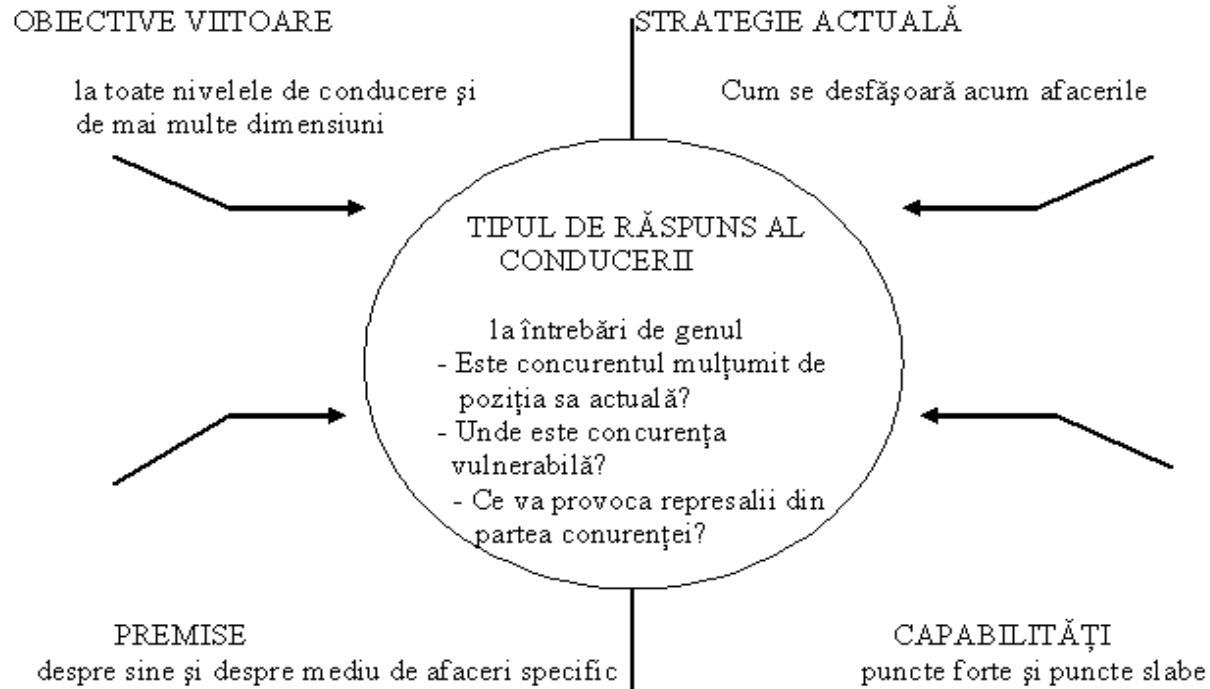 OBIECTIVE VIITOARE
STRATEGIE ACTUALĂ
la toate nivelele de conducere şi
de mai multe dimensiuni
Cum se desfăşoară acum afacerile
TIPUL DE RĂSPUNS AL
CONDUCERII
la întrebări de genul
- Este concurentul mulţumit de
poziţia sa actuală?
- Unde este concurenţa
vulnerabilă?
- Ce va provoca represalii din
partea conurenţei?
PREMISE
despre sine şi despre mediu de afaceri specific
CAPABILITĂŢI
puncte forte şi puncte slabe